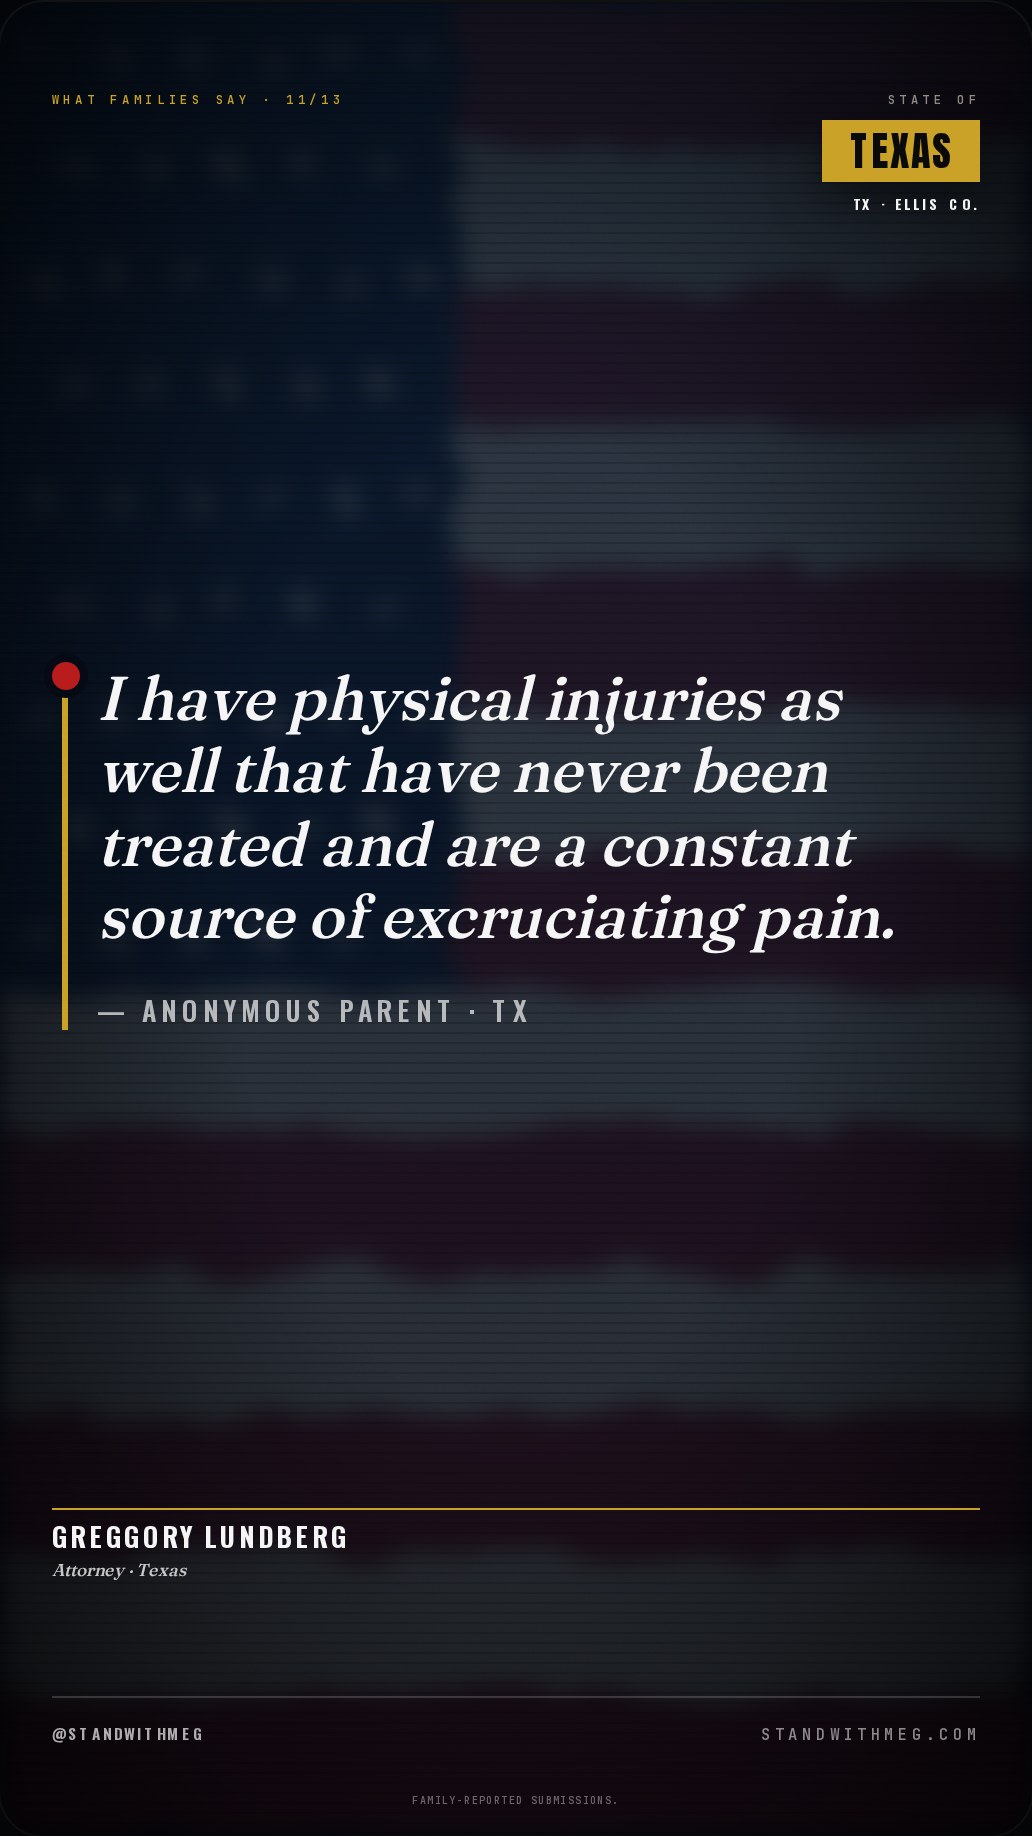 WHAT FAMILIES SAY · 11/13
STATE OF
TEXAS
TX · ELLIS CO.
I have physical injuries as
well that have never been
treated and are a constant
source of excruciating pain.
— ANONYMOUS PARENT · TX
GREGGORY LUNDBERG
Attorney · Texas
@STANDWITHMEG
STANDWITHMEG.COM
FAMILY-REPORTED SUBMISSIONS.